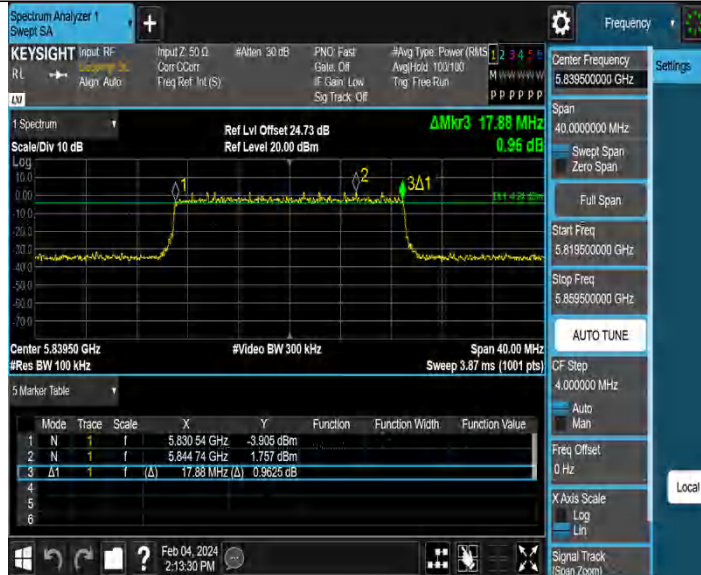 Spectrum Analyzer 1
Swept SA
Frequency
KEYSIGHT
RL
Input: RF
Align: Auto
Input Z: 50 Ω
Corr CCorr
Freq Ref: Int (S)
#Atten: 30 dB
PNO: Fast
Gate: Off
IF Gain: Low
Sig Track: Off
#Avg Type: Power (RMS
Avg|Hold: 100/100
Trig: Free Run
1 2 3 4 5 6
M W W W W W
P P P P P P
LXI
1 Spectrum
Scale/Div 10 dB
Ref Lvl Offset 24.73 dB
Ref Level 20.00 dBm
ΔMkr3 17.88 MHz
0.96 dB
Log
10.0
0.00
-10.0
-20.0
-30.0
-40.0
-50.0
-60.0
-70.0
1
2
3Δ1
DL1 -4.24 dBm
Center 5.83950 GHz
#Res BW 100 kHz
#Video BW 300 kHz
Span 40.00 MHz
Sweep 3.87 ms (1001 pts)
5 Marker Table
Mode Trace Scale X Y Function Function Width Function Value
1 N 1 f 5.830 54 GHz -3.905 dBm
2 N 1 f 5.844 74 GHz 1.757 dBm
3 Δ1 1 f (Δ) 17.88 MHz (Δ) 0.9625 dB
4
5
6
Feb 04, 2024
2:13:30 PM
Center Frequency
5.839500000 GHz
Settings
Span
40.0000000 MHz
Swept Span
Zero Span
Full Span
Start Freq
5.819500000 GHz
Stop Freq
5.859500000 GHz
AUTO TUNE
CF Step
4.000000 MHz
Auto
Man
Freq Offset
0 Hz
X Axis Scale
Log
Lin
Local
Signal Track
(Span Zoom)